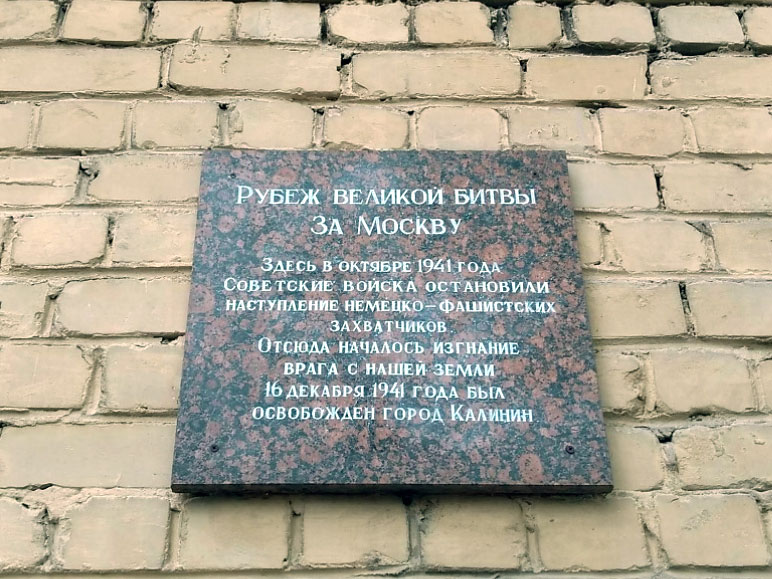 Рубеж великой битвы
За Москву
Здесь в октябре 1941 года
Советские войска остановили
наступление немецко-фашистских
захватчиков
Отсюда началось изгнание
врага с нашей земли
16 декабря 1941 года был
освобожден город Калинин